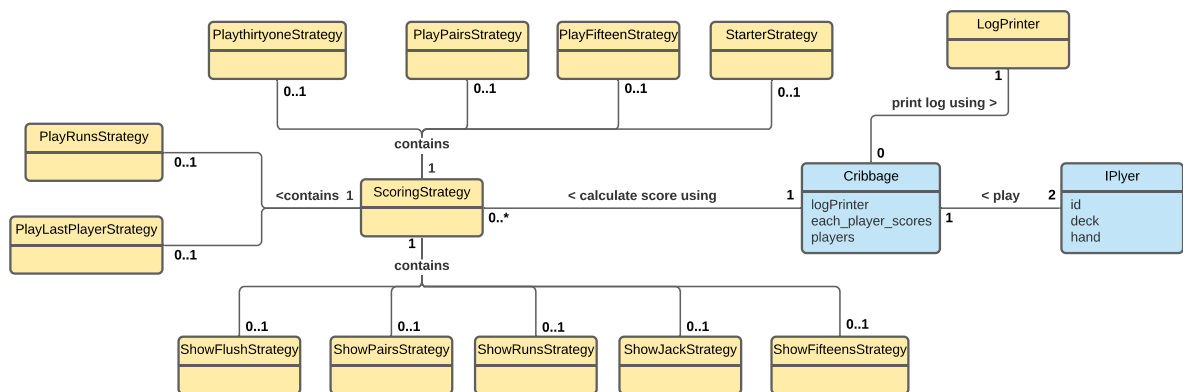 LogPrinter
PlaythirtyoneStrategy
PlayPairsStrategy
PlayFifteenStrategy
StarterStrategy
1
0..1
0..1
0..1
0..1
print log using >
PlayRunsStrategy
contains
0..1
0
1
ScoringStrategy
Cribbage
IPlyer
<contains 1
< calculate score using
1
< play
2
logPrinter
id
PlayLastPlayerStrategy
0..*
each_player_scores
1
deck
players
hand
0..1
1
contains
0..1
0..1
0..1
0..1
0..1
ShowFlushStrategy
ShowPairsStrategy
ShowRunsStrategy
ShowJackStrategy
ShowFifteensStrategy